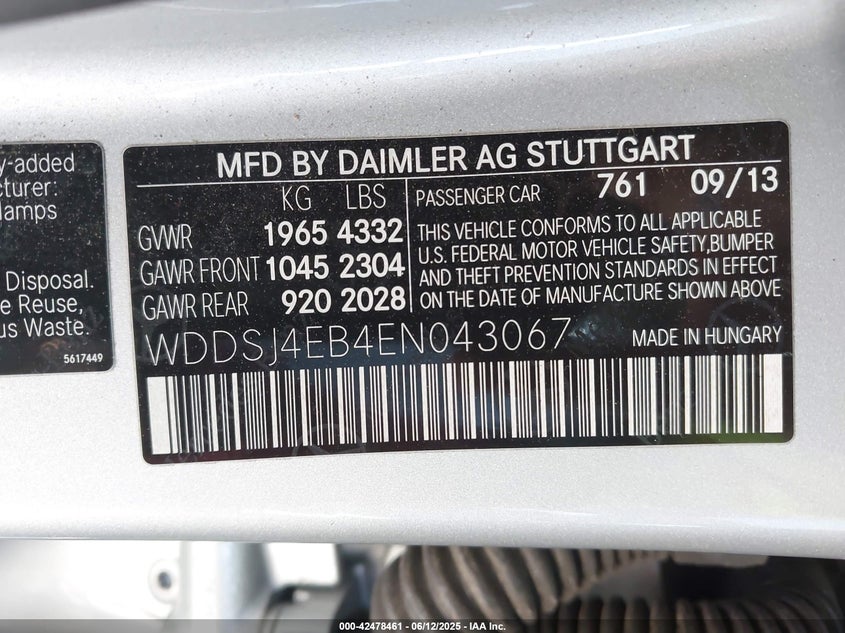 y-added
cturer:
lamps
Disposal.
e Reuse,
us Waste.
5617449
MFD BY DAIMLER AG STUTTGART
KG LBS
GVWR 1965 4332
GAWR FRONT 1045 2304
GAWR REAR 920 2028
PASSENGER CAR 761 09/13
THIS VEHICLE CONFORMS TO ALL APPLICABLE
U.S. FEDERAL MOTOR VEHICLE SAFETY,BUMPER
AND THEFT PREVENTION STANDARDS IN EFFECT
ON THE DATE OF MANUFACTURE SHOWN ABOVE
WDDSJ4EB4EN043067 MADE IN HUNGARY
000-42478461 - 06/12/2025 - IAA Inc.